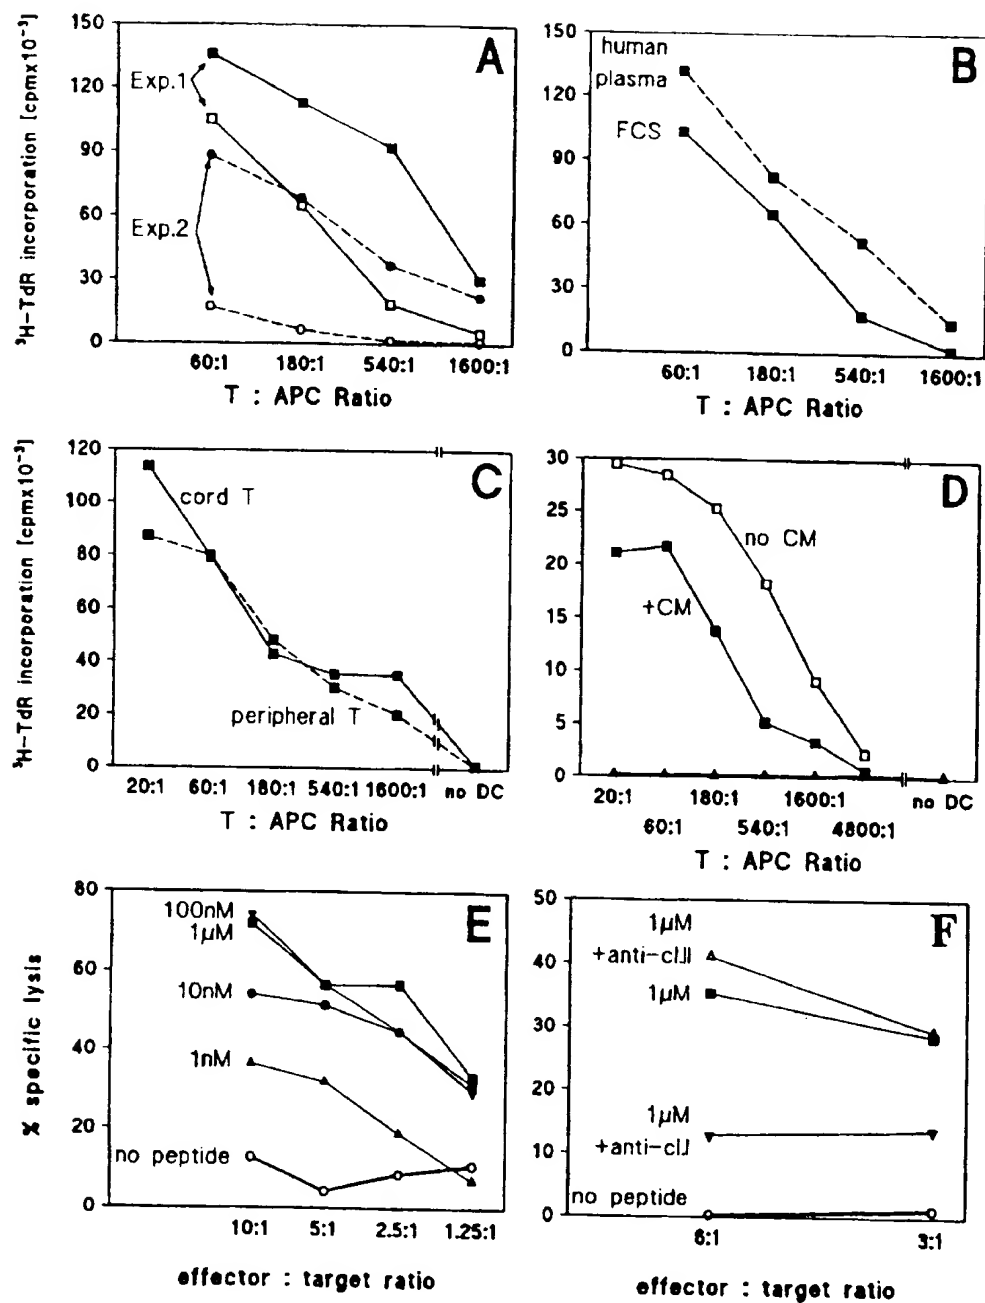 A
³H-TdR incorporation [cpmx10⁻³]
150
120
90
60
30
0
Exp.1
Exp.2
60:1 180:1 540:1 1600:1
T : APC Ratio
B
150
120
90
60
30
0
human
plasma
FCS
60:1 180:1 540:1 1600:1
T : APC Ratio
C
³H-TdR incorporation [cpmx10⁻³]
120
100
80
60
40
20
0
cord T
peripheral T
20:1 60:1 180:1 540:1 1600:1 no DC
T : APC Ratio
D
30
25
20
15
10
5
0
no CM
+CM
20:1 180:1 1600:1 no DC
60:1 540:1 4800:1
T : APC Ratio
E
% specific lysis
80
60
40
20
0
100nM
1µM
10nM
1nM
no peptide
10:1 5:1 2.5:1 1.25:1
effector : target ratio
F
50
40
30
20
10
0
1µM
+anti-cl.II
1µM
1µM
+anti-cl.I
no peptide
6:1 3:1
effector : target ratio